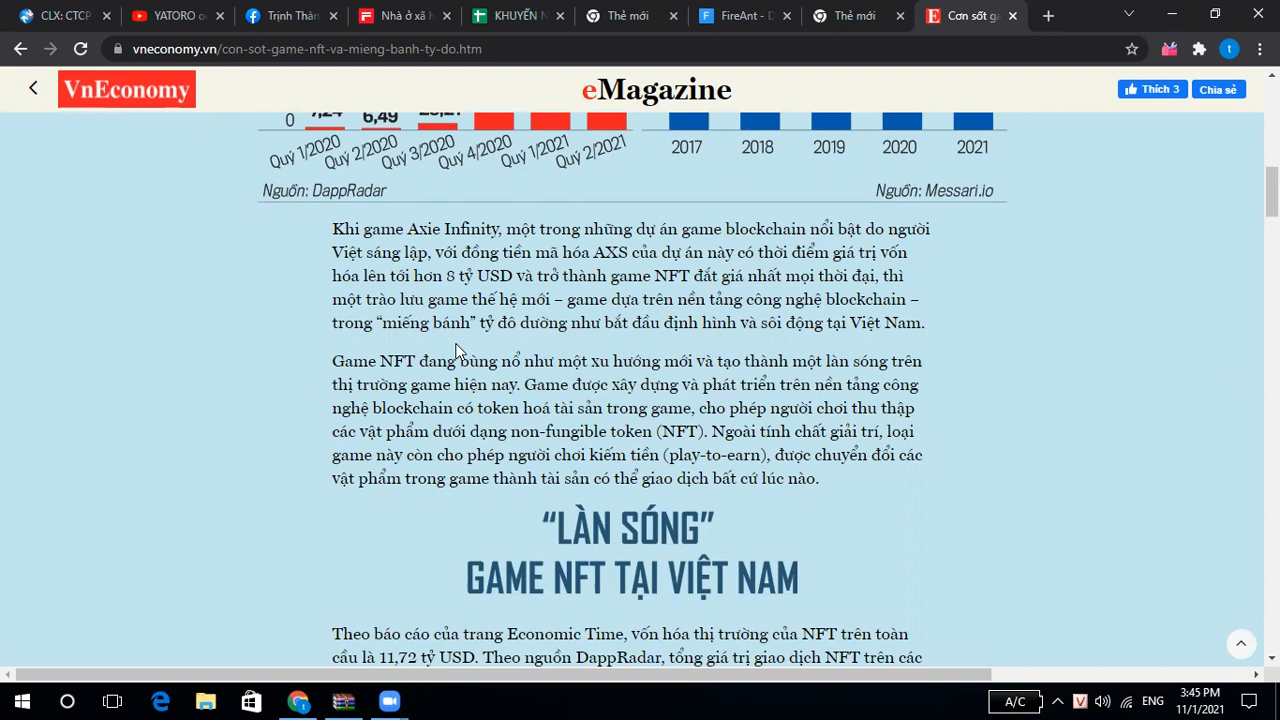 CLX: CTCP
YATORO
Trịnh Thàn
Nhà ở xã h
KHUYẾN N
Thẻ mới
FireAnt - D
Thẻ mới
Cơn sốt ga
vneconomy.vn/con-sot-game-nft-va-mieng-banh-ty-do.htm
VnEconomy
eMagazine
Thích 3
Chia sẻ
0
6,49
Quý 1/2020
Quý 2/2020
Quý 3/2020
Quý 4/2020
Quý 1/2021
Quý 2/2021
2017
2018
2019
2020
2021
Nguồn: DappRadar
Nguồn: Messari.io
Khi game Axie Infinity, một trong những dự án game blockchain nổi bật do người
Việt sáng lập, với đồng tiền mã hóa AXS của dự án này có thời điểm giá trị vốn
hóa lên tới hơn 8 tỷ USD và trở thành game NFT đắt giá nhất mọi thời đại, thì
một trào lưu game thế hệ mới – game dựa trên nền tảng công nghệ blockchain –
trong “miếng bánh” tỷ đô dường như bắt đầu định hình và sôi động tại Việt Nam.
Game NFT đang bùng nổ như một xu hướng mới và tạo thành một làn sóng trên
thị trường game hiện nay. Game được xây dựng và phát triển trên nền tảng công
nghệ blockchain có token hoá tài sản trong game, cho phép người chơi thu thập
các vật phẩm dưới dạng non-fungible token (NFT). Ngoài tính chất giải trí, loại
game này còn cho phép người chơi kiếm tiền (play-to-earn), được chuyển đổi các
vật phẩm trong game thành tài sản có thể giao dịch bất cứ lúc nào.
“LÀN SÓNG”
GAME NFT TẠI VIỆT NAM
Theo báo cáo của trang Economic Time, vốn hóa thị trường của NFT trên toàn
cầu là 11,72 tỷ USD. Theo nguồn DappRadar, tổng giá trị giao dịch NFT trên các
A/C
ENG
3:45 PM
11/1/2021